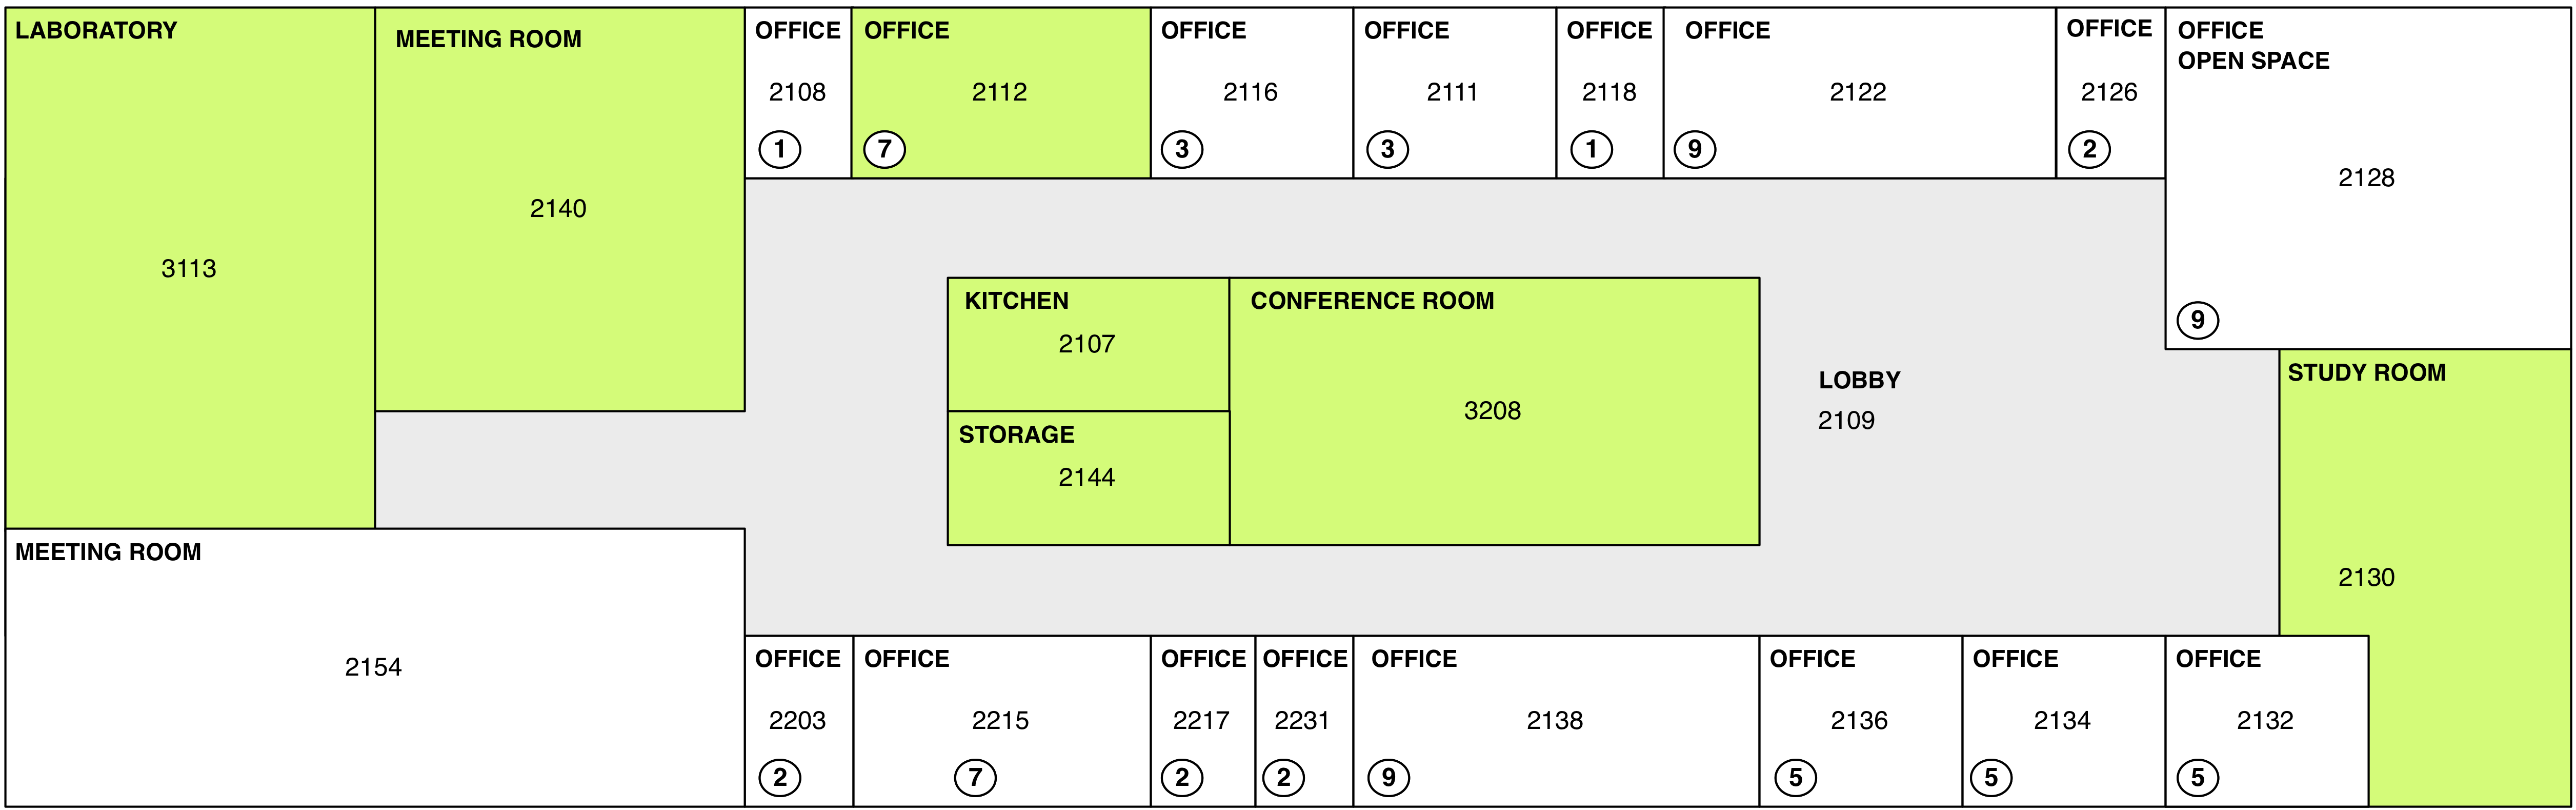 LABORATORY
3113
MEETING ROOM
2140
OFFICE
2108
1
OFFICE
2112
7
OFFICE
2116
3
OFFICE
2111
3
OFFICE
2118
1
OFFICE
2122
9
OFFICE
2126
2
OFFICE
OPEN SPACE
2128
9
KITCHEN
2107
CONFERENCE ROOM
3208
STORAGE
2144
LOBBY
2109
STUDY ROOM
2130
MEETING ROOM
2154
OFFICE
2203
2
OFFICE
2215
7
OFFICE
2217
2
OFFICE
2231
2
OFFICE
2138
9
OFFICE
2136
5
OFFICE
2134
5
OFFICE
2132
5